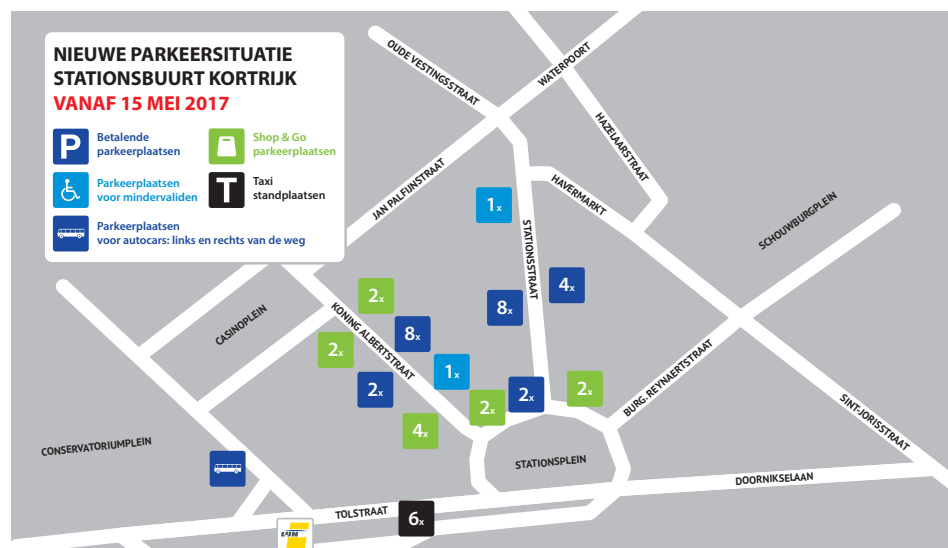 NIEUWE PARKEERSITUATIE
STATIONSBUURT KORTRIJK
VANAF 15 MEI 2017
P
Betalende
parkeerplaatsen
Shop & Go
parkeerplaatsen
Parkeerplaatsen
voor mindervaliden
T
Taxi
standplaatsen
Parkeerplaatsen
voor autocars: links en rechts van de weg
OUDE VESTINGSSTRAAT
WATERPOORT
HAZELAARSTRAAT
JAN PALFIJNSTRAAT
HAVERMARKT
SCHOUWBURGPLEIN
1x
STATIONSSTRAAT
4x
2x
8x
CASINOPLEIN
KONING ALBERTSTRAAT
8x
2x
1x
2x
2x
2x
2x
BURG. REYNAERTSTRAAT
4x
SINT-JORISSTRAAT
CONSERVATORIUMPLEIN
STATIONSPLEIN
DOORNIKSELAAN
TOLSTRAAT
6x